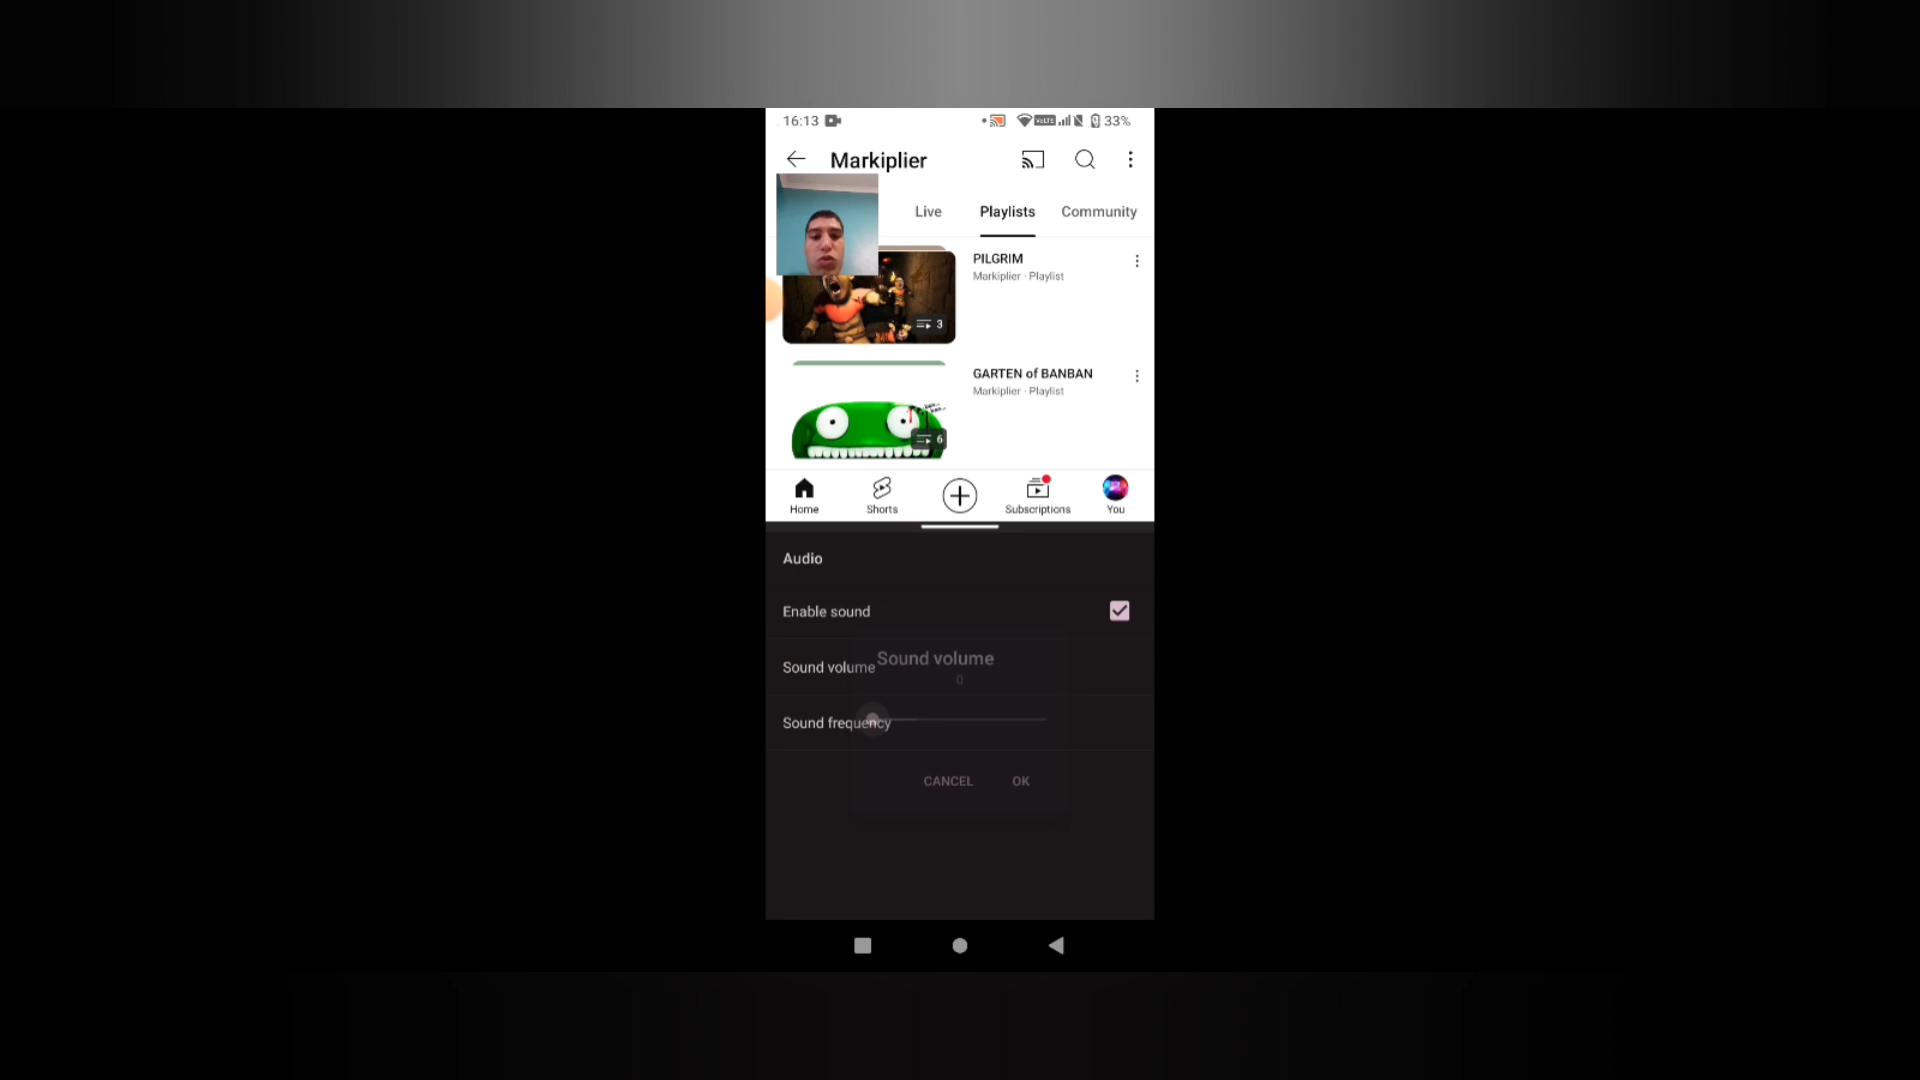 16:13
VoLTE
33%
Markiplier
Live
Playlists
Community
PILGRIM
Markiplier · Playlist
3
GARTEN of BANBAN
Markiplier · Playlist
6
Home
Shorts
Subscriptions
You
Audio
Enable sound
Sound volume
Sound volume
0
Sound frequency
CANCEL
OK